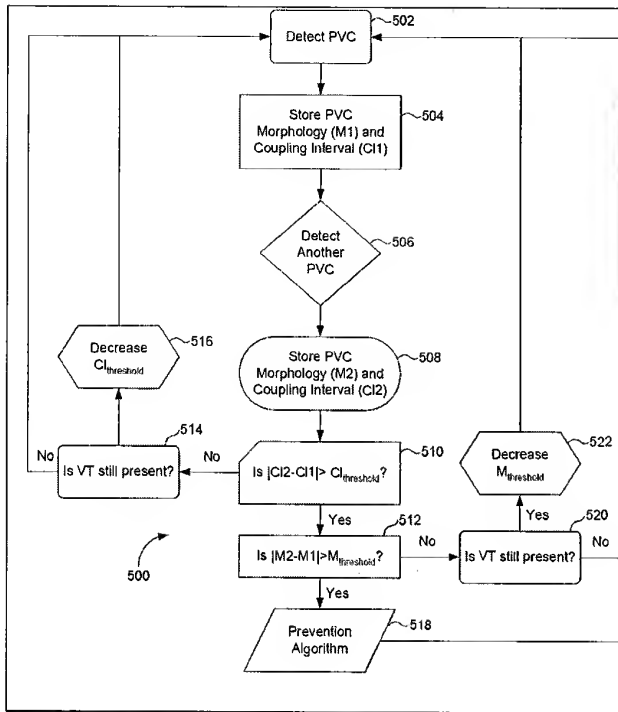 Detect PVC
502
Store PVC
Morphology (M1) and
Coupling Interval (CI1)
504
Detect
Another
PVC
506
Store PVC
Morphology (M2) and
Coupling Interval (CI2)
508
Decrease
CIthreshold
516
Is VT still present?
514
No
No
Is |CI2-CI1|> CIthreshold?
510
Yes
Is |M2-M1|>Mthreshold?
512
No
Decrease
Mthreshold
522
Yes
Is VT still present?
520
No
Yes
Prevention
Algorithm
518
500